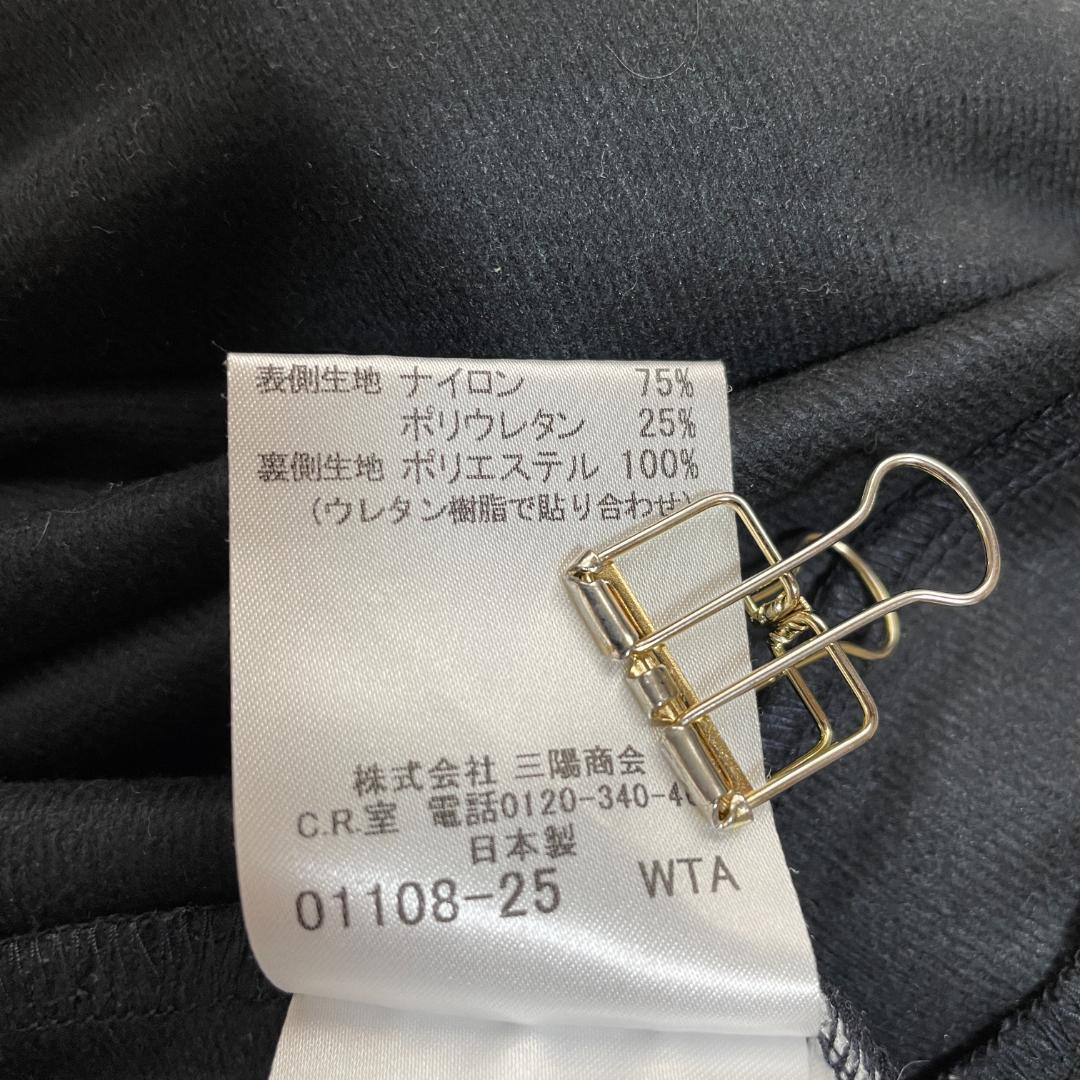 表側生地 ナイロン 75%
ポリウレタン 25%
裏側生地 ポリエステル 100%
(ウレタン樹脂で貼り合わせ)
株式会社 三陽商会
C.R.室 電話0120-340-4
日本製
01108-25 WTA